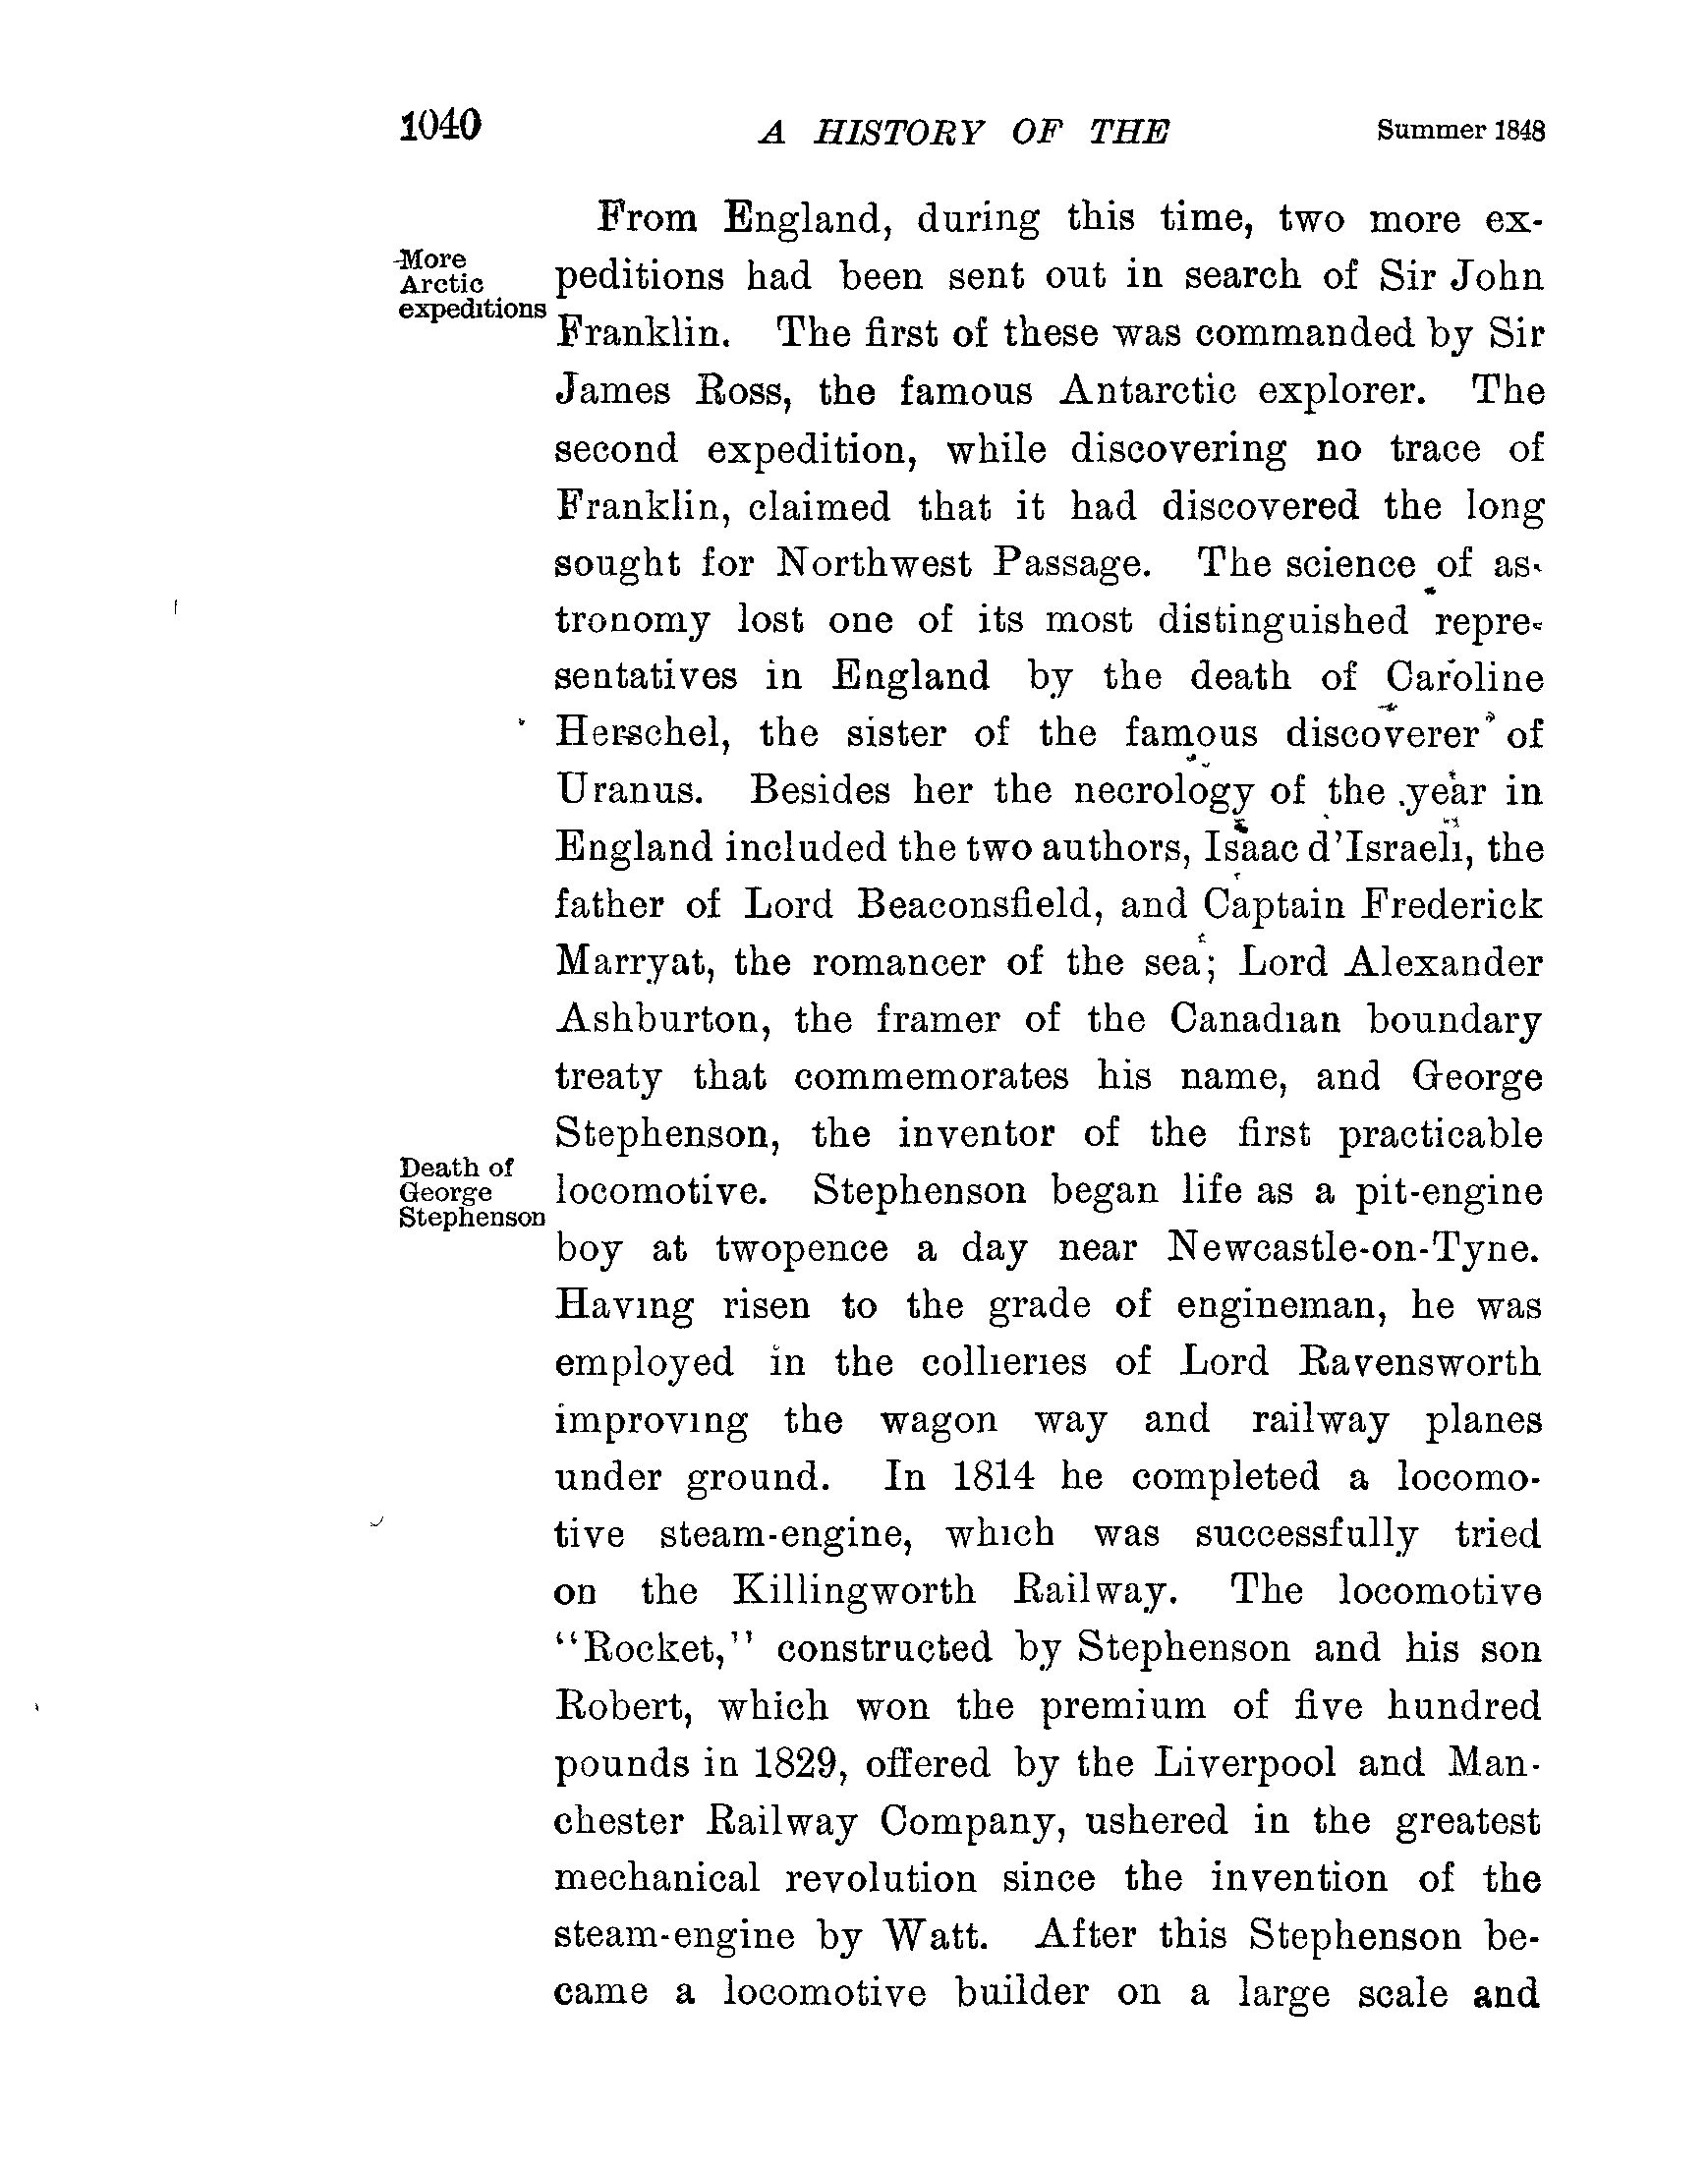 1040 A HISTORY OF THE Summer 1848
From England, during this time, two more ex-
More
Arctic
expeditions
peditions had been sent out in search of Sir John
Franklin. The first of these was commanded by Sir
James Ross, the famous Antarctic explorer. The
second expedition, while discovering no trace of
Franklin, claimed that it had discovered the long
sought for Northwest Passage. The science of as-
tronomy lost one of its most distinguished repre-
sentatives in England by the death of Caroline
Herschel, the sister of the famous discoverer of
Uranus. Besides her the necrology of the year in
England included the two authors, Isaac d'Israeli, the
father of Lord Beaconsfield, and Captain Frederick
Marryat, the romancer of the sea; Lord Alexander
Ashburton, the framer of the Canadian boundary
treaty that commemorates his name, and George
Stephenson, the inventor of the first practicable
Death of
George
Stephenson
locomotive. Stephenson began life as a pit-engine
boy at twopence a day near Newcastle-on-Tyne.
Having risen to the grade of engineman, he was
employed in the collieries of Lord Ravensworth
improving the wagon way and railway planes
under ground. In 1814 he completed a locomo-
tive steam-engine, which was successfully tried
on the Killingworth Railway. The locomotive
"Rocket," constructed by Stephenson and his son
Robert, which won the premium of five hundred
pounds in 1829, offered by the Liverpool and Man-
chester Railway Company, ushered in the greatest
mechanical revolution since the invention of the
steam-engine by Watt. After this Stephenson be-
came a locomotive builder on a large scale and